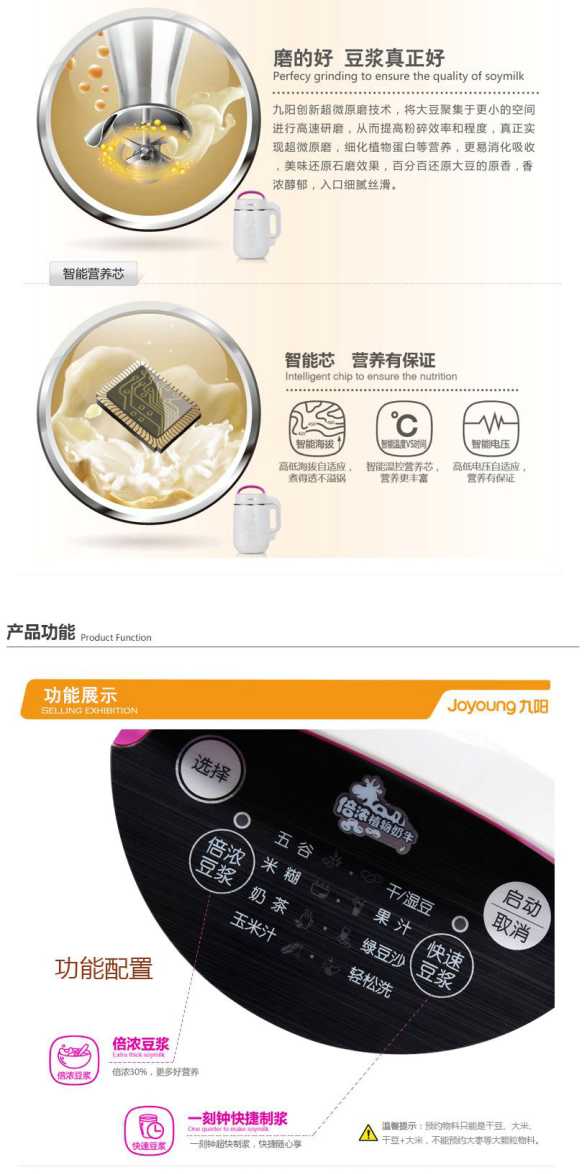 磨的好 豆浆真正好
Perfecy grinding to ensure the quality of soymilk
九阳创新超微原磨技术，将大豆聚集于更小的空间
进行高速研磨，从而提高粉碎效率和程度，真正实
现超微原磨，细化植物蛋白等营养，更易消化吸收
，美味还原石磨效果，百分百还原大豆的原香，香
浓醇郁，入口细腻丝滑。
智能营养芯
智能芯 营养有保证
Intelligent chip to ensure the nutrition
智能海拔
℃
智能温度VS时间
智能电压
高低海拔自适应，
煮得透不溢锅
智能温控营养芯，
营养更丰富
高低电压自适应，
营养有保证
产品功能 Product Function
功能展示
SELLING EXHIBITION
Joyoung 九阳
选择
倍浓植物奶牛
倍浓
豆浆
五谷
米糊
奶茶
玉米汁
干/湿豆
果汁
绿豆沙
轻松洗
启动
取消
快速
豆浆
功能配置
倍浓豆浆
倍浓豆浆
Extra thick soymilk
倍浓30%，更多好营养
快速豆浆
一刻钟快捷制浆
One quarter to make soymilk
一刻钟超快制浆，快捷随心享
温馨提示：预约物料只能是干豆、大米、
干豆+大米，不能预约大枣等大颗粒物料。